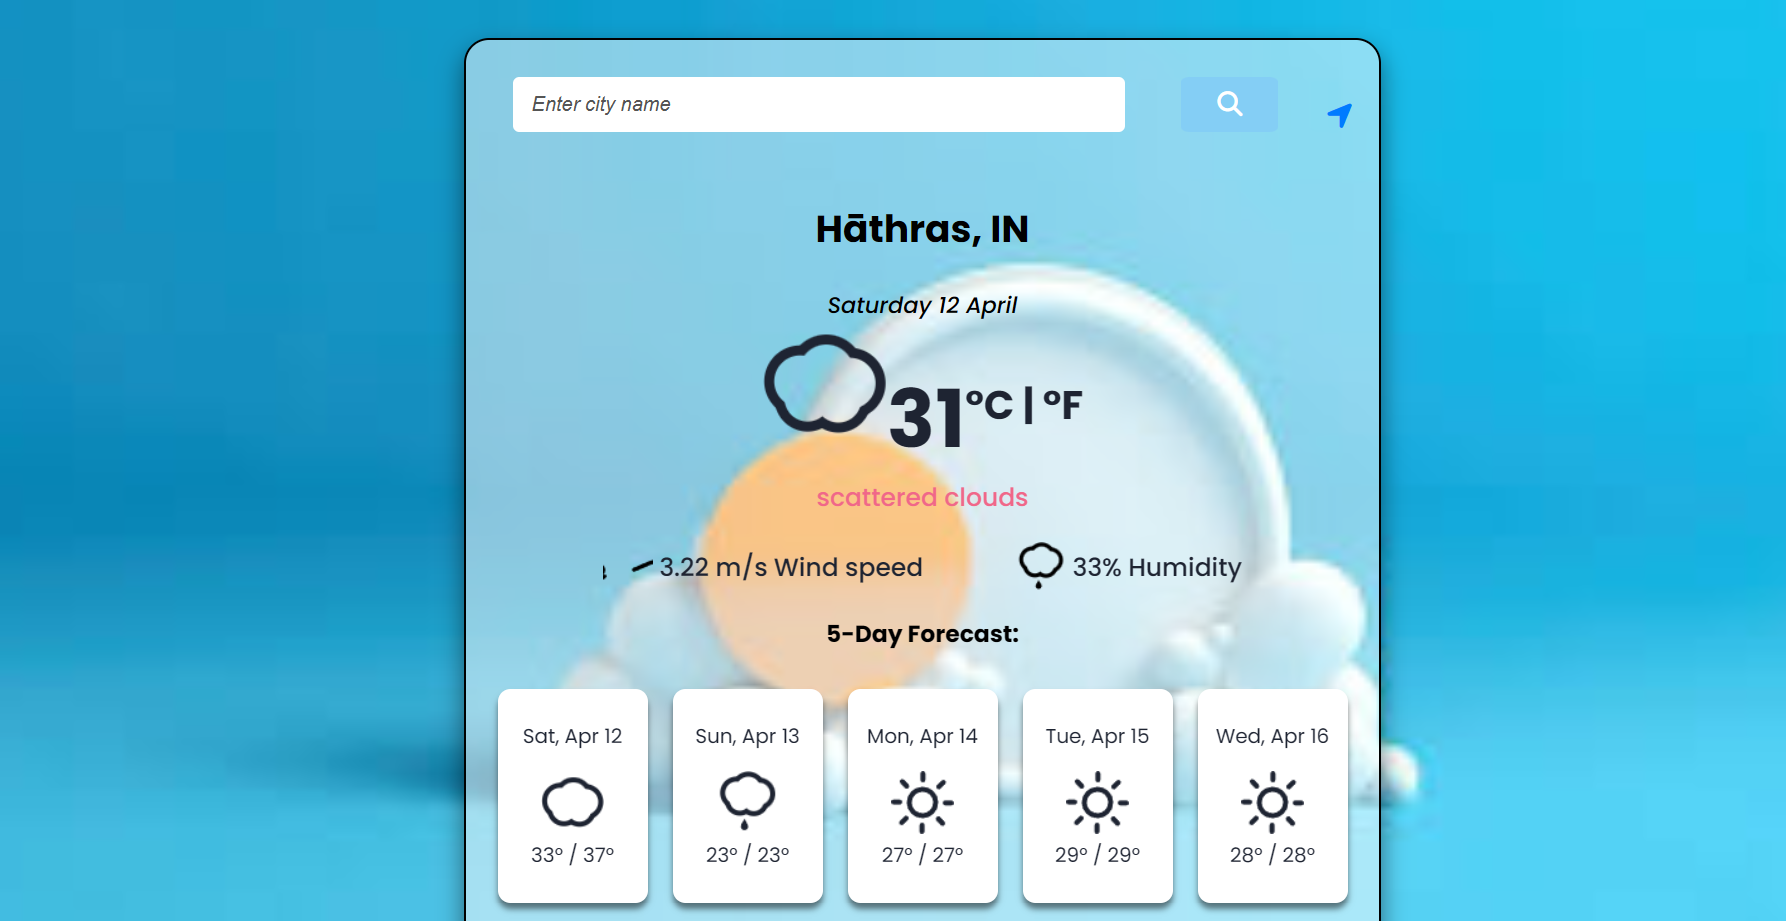 Enter city name
Hāthras, IN
Saturday 12 April
31°C | °F
scattered clouds
3.22 m/s Wind speed
33% Humidity
5-Day Forecast:
Sat, Apr 12
33° / 37°
Sun, Apr 13
23° / 23°
Mon, Apr 14
27° / 27°
Tue, Apr 15
29° / 29°
Wed, Apr 16
28° / 28°